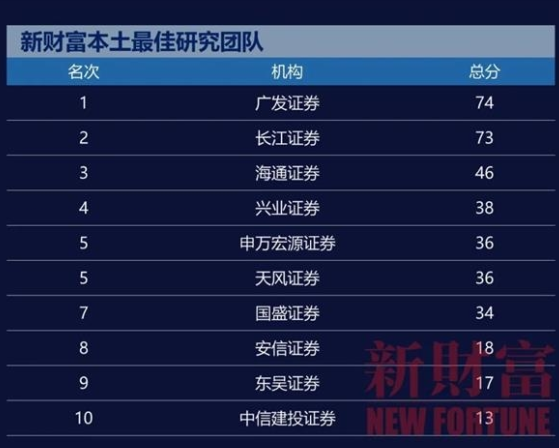 新财富本土最佳研究团队
名次 机构 总分
1 广发证券 74
2 长江证券 73
3 海通证券 46
4 兴业证券 38
5 申万宏源证券 36
5 天风证券 36
7 国盛证券 34
8 安信证券 18
9 东吴证券 17
10 中信建投证券 13
新財富
NEW FORTUNE